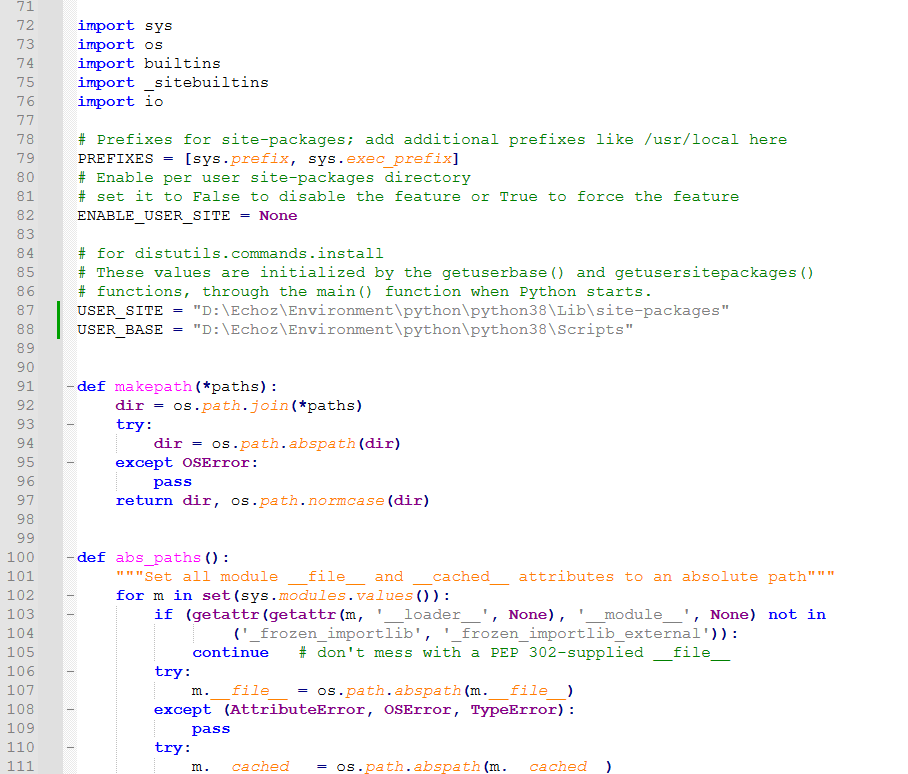 71
72 import sys
73 import os
74 import builtins
75 import _sitebuiltins
76 import io
77
78 # Prefixes for site-packages; add additional prefixes like /usr/local here
79 PREFIXES = [sys.prefix, sys.exec_prefix]
80 # Enable per user site-packages directory
81 # set it to False to disable the feature or True to force the feature
82 ENABLE_USER_SITE = None
83
84 # for distutils.commands.install
85 # These values are initialized by the getuserbase() and getusersitepackages()
86 # functions, through the main() function when Python starts.
87 USER_SITE = "D:\Echoz\Environment\python\python38\Lib\site-packages"
88 USER_BASE = "D:\Echoz\Environment\python\python38\Scripts"
89
90
91 def makepath(*paths):
92     dir = os.path.join(*paths)
93     try:
94         dir = os.path.abspath(dir)
95     except OSError:
96         pass
97     return dir, os.path.normcase(dir)
98
99
100 def abs_paths():
101     """Set all module __file__ and __cached__ attributes to an absolute path"""
102     for m in set(sys.modules.values()):
103         if (getattr(getattr(m, '__loader__', None), '__module__', None) not in
104                 ('_frozen_importlib', '_frozen_importlib_external')):
105             continue   # don't mess with a PEP 302-supplied __file__
106         try:
107             m.__file__ = os.path.abspath(m.__file__)
108         except (AttributeError, OSError, TypeError):
109             pass
110         try:
111             m.__cached__ = os.path.abspath(m.__cached__)